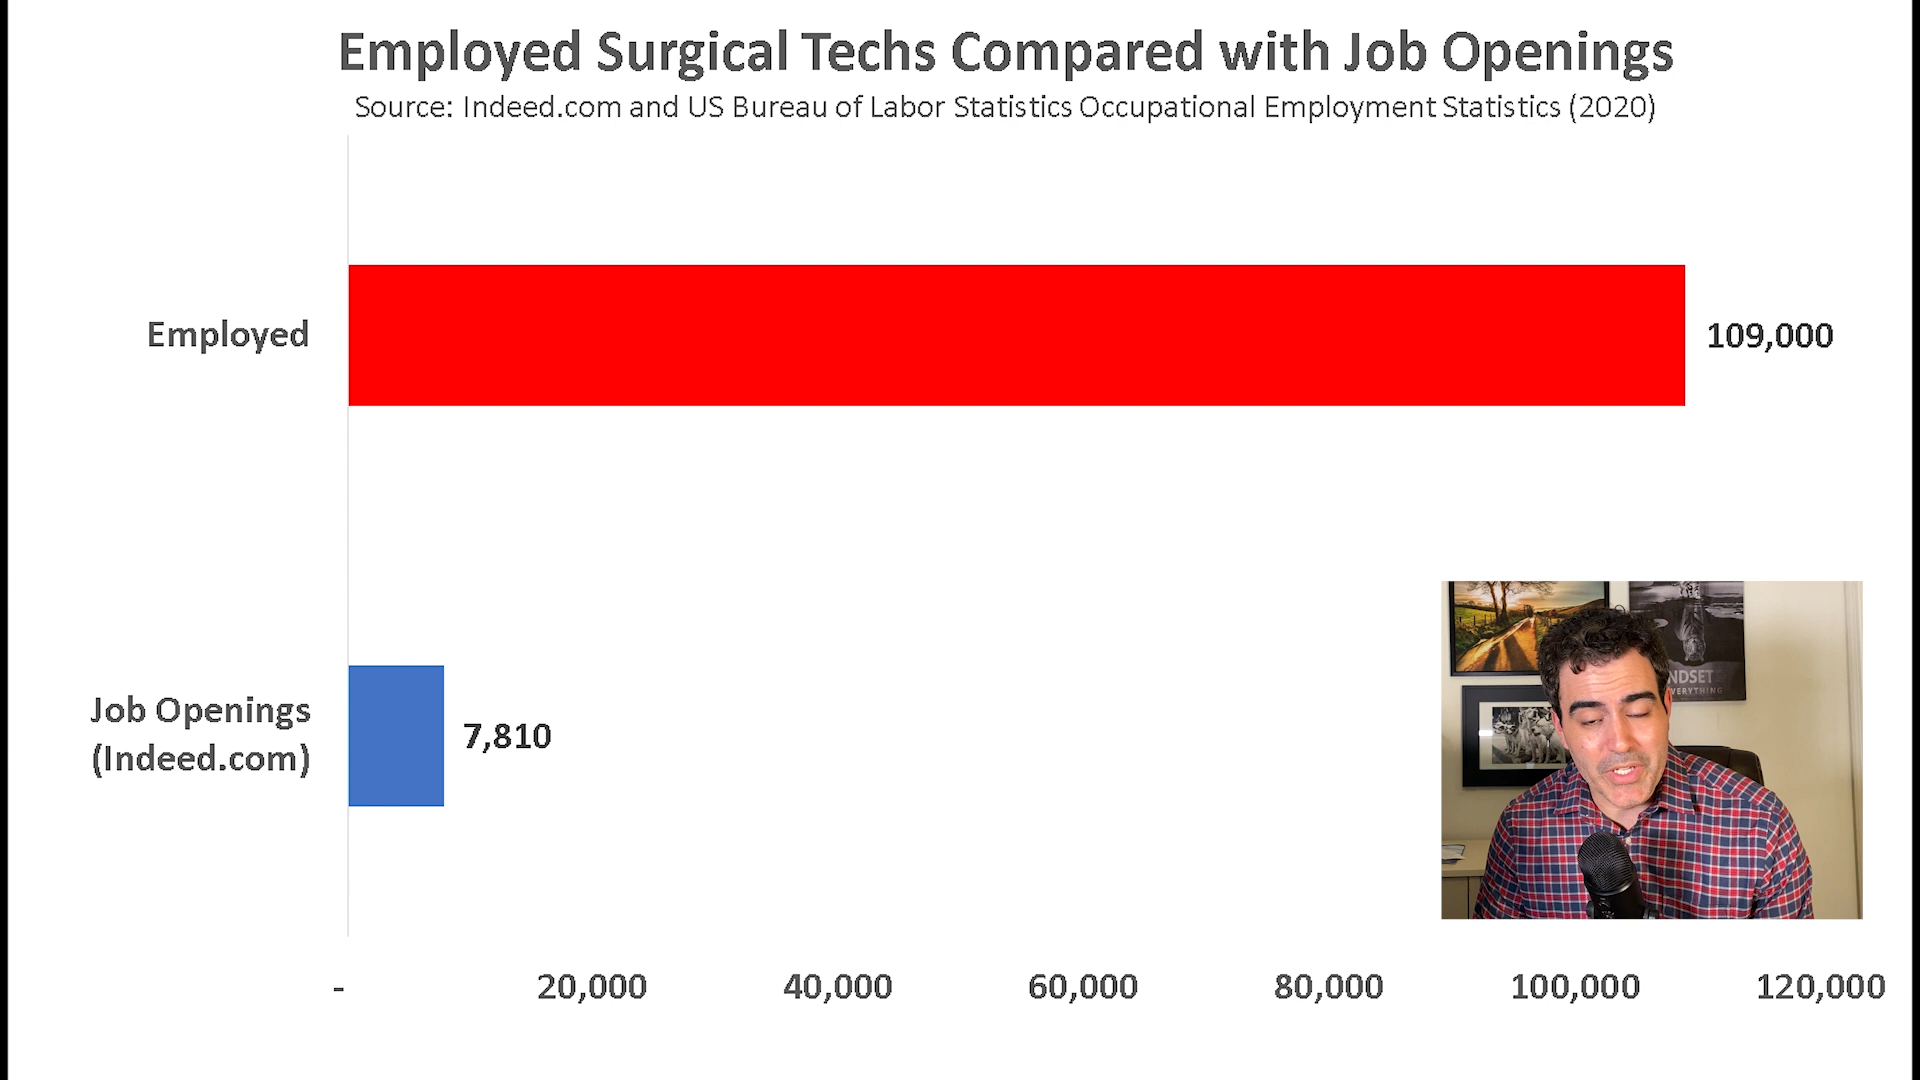 Employed Surgical Techs Compared with Job Openings
Source: Indeed.com and US Bureau of Labor Statistics Occupational Employment Statistics (2020)
Employed
109,000
Job Openings
(Indeed.com)
7,810
NDSET
VERYTHING
-
20,000
40,000
60,000
80,000
100,000
120,000